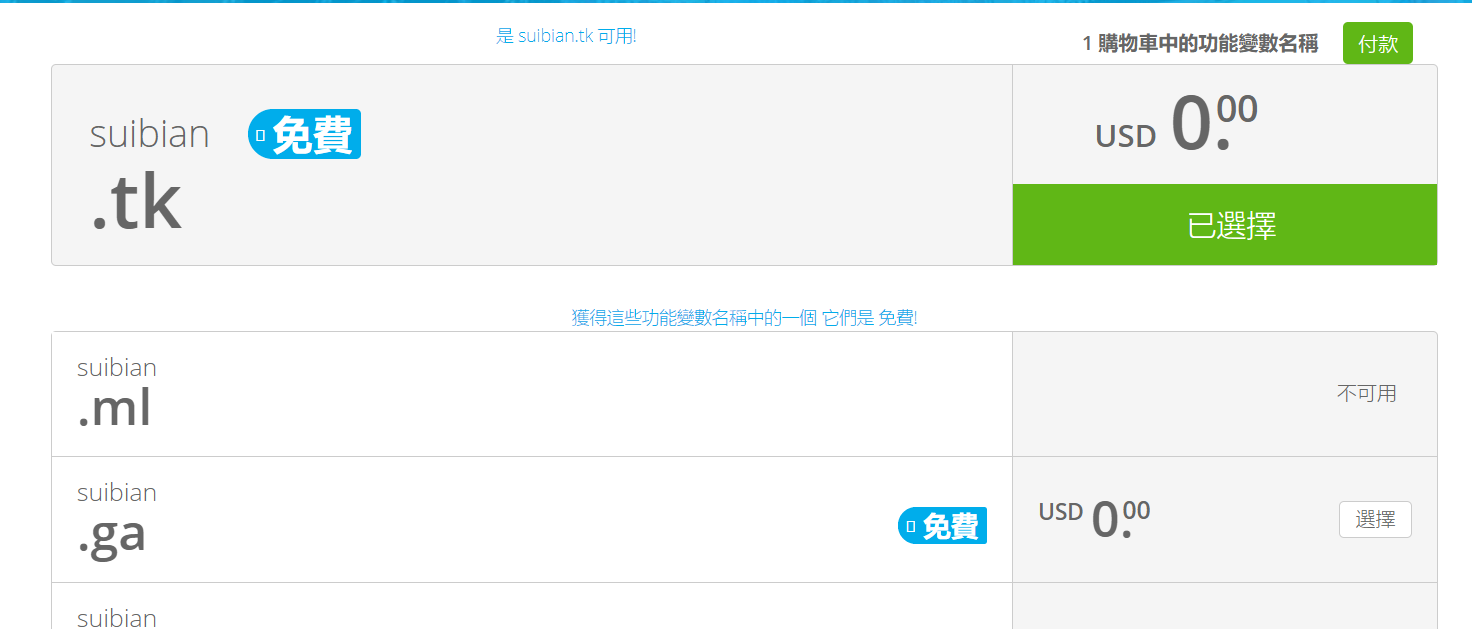 是 suibian.tk 可用!
1 購物車中的功能變數名稱
付款
suibian
免費
.tk
USD 0.00
已選擇
獲得這些功能變數名稱中的一個 它們是 免費!
suibian
.ml
不可用
suibian
.ga
免費
USD 0.00
選擇
suibian